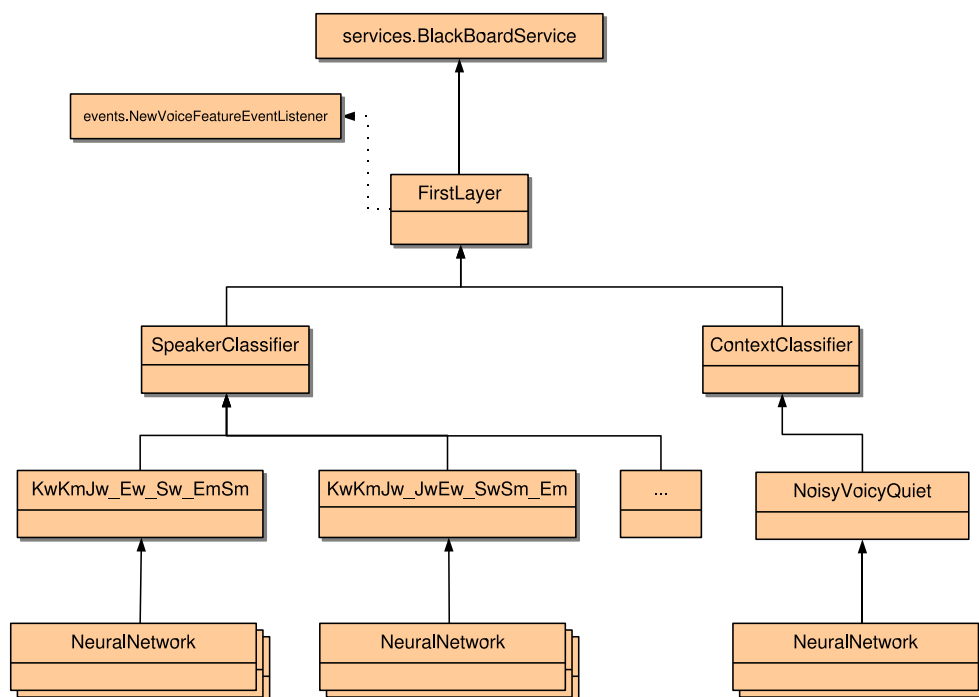 services.BlackBoardService
events.NewVoiceFeatureEventListener
FirstLayer
SpeakerClassifier
ContextClassifier
KwKmJw_Ew_Sw_EmSm
KwKmJw_JwEw_SwSm_Em
...
NoisyVoicyQuiet
NeuralNetwork
NeuralNetwork
NeuralNetwork